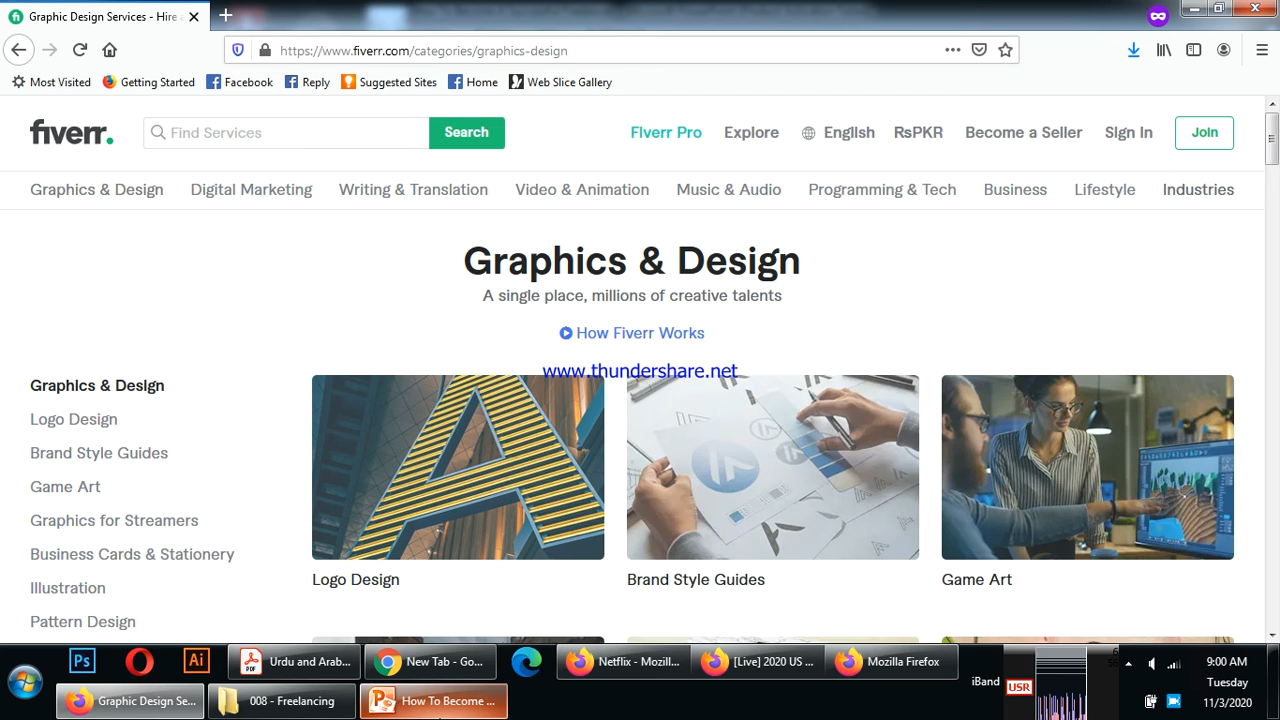 Graphic Design Services - Hire
https://www.fiverr.com/categories/graphics-design
Most Visited Getting Started Facebook Reply Suggested Sites Home Web Slice Gallery
fiverr. Find Services Search Fiverr Pro Explore English RsPKR Become a Seller Sign In Join
Graphics & Design Digital Marketing Writing & Translation Video & Animation Music & Audio Programming & Tech Business Lifestyle Industries
Graphics & Design
A single place, millions of creative talents
How Fiverr Works
www.thundershare.net
Graphics & Design
Logo Design
Brand Style Guides
Game Art
Graphics for Streamers
Business Cards & Stationery
Illustration
Pattern Design
Logo Design Brand Style Guides Game Art
Ps Ai PDF Urdu and Arab... New Tab - Go... Netflix - Mozill... [Live] 2020 US ... Mozilla Firefox
Graphic Design Se... 008 - Freelancing How To Become ...
iBand USR
9:00 AM
Tuesday
11/3/2020